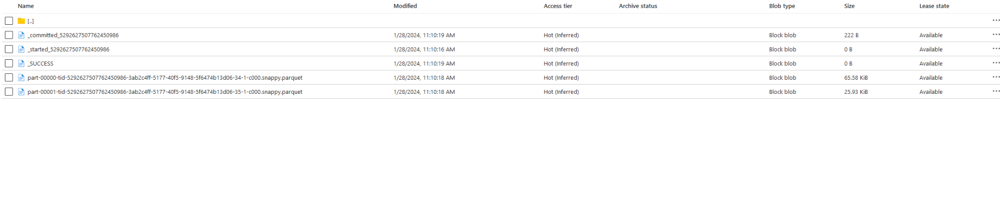 Name Modified Access tier Archive status Blob type Size Lease state
[..]
_committed_5292627507762450986 1/28/2024, 11:10:19 AM Hot (Inferred) Block blob 222 B Available
_started_5292627507762450986 1/28/2024, 11:10:16 AM Hot (Inferred) Block blob 0 B Available
_SUCCESS 1/28/2024, 11:10:19 AM Hot (Inferred) Block blob 0 B Available
part-00000-tid-5292627507762450986-3ab2c4ff-5177-40f5-9148-5f6474b13d06-34-1-c000.snappy.parquet 1/28/2024, 11:10:18 AM Hot (Inferred) Block blob 65.58 KiB Available
part-00001-tid-5292627507762450986-3ab2c4ff-5177-40f5-9148-5f6474b13d06-35-1-c000.snappy.parquet 1/28/2024, 11:10:18 AM Hot (Inferred) Block blob 25.93 KiB Available